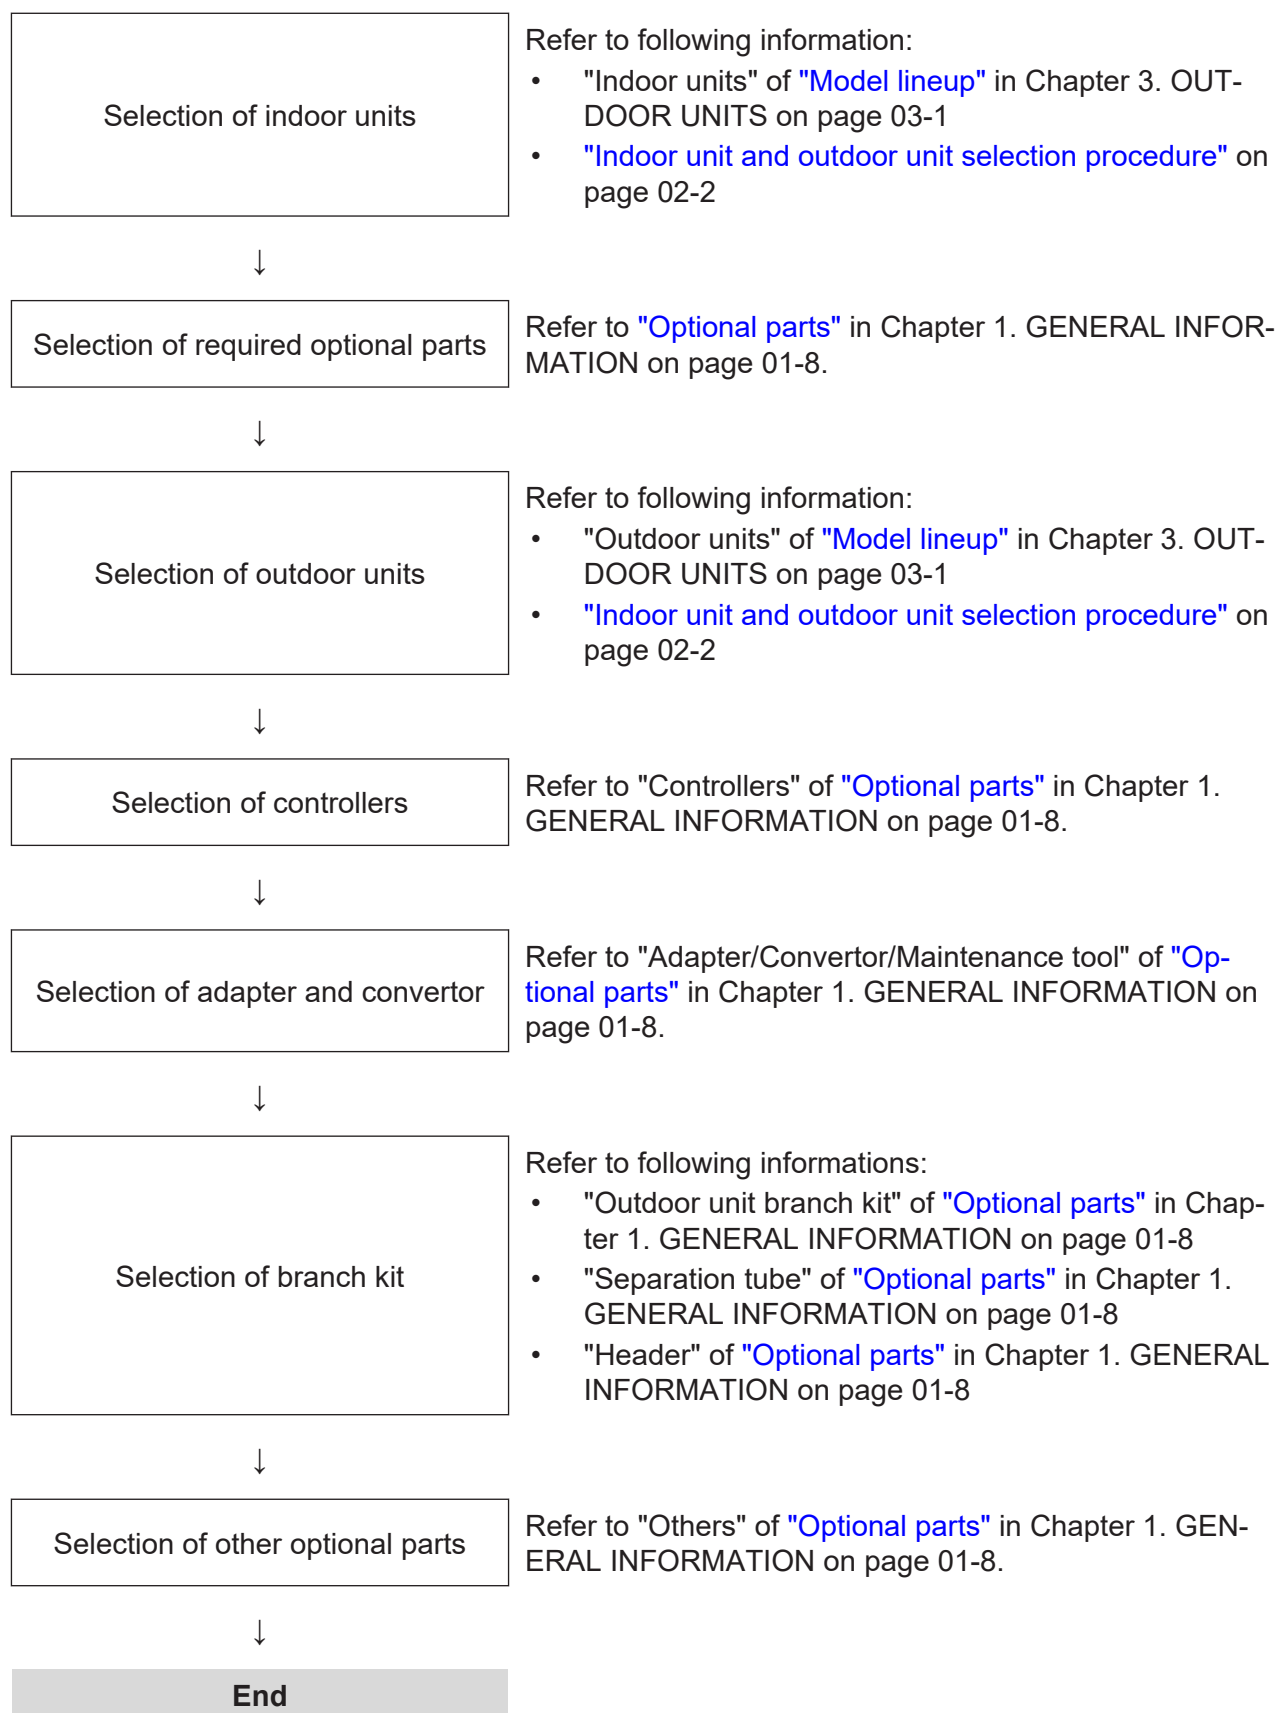 Selection of indoor units
Refer to following information:
• "Indoor units" of "Model lineup" in Chapter 3. OUT-
DOOR UNITS on page 03-1
• "Indoor unit and outdoor unit selection procedure" on
page 02-2
↓
Selection of required optional parts
Refer to "Optional parts" in Chapter 1. GENERAL INFOR-
MATION on page 01-8.
↓
Selection of outdoor units
Refer to following information:
• "Outdoor units" of "Model lineup" in Chapter 3. OUT-
DOOR UNITS on page 03-1
• "Indoor unit and outdoor unit selection procedure" on
page 02-2
↓
Selection of controllers
Refer to "Controllers" of "Optional parts" in Chapter 1.
GENERAL INFORMATION on page 01-8.
↓
Selection of adapter and convertor
Refer to "Adapter/Convertor/Maintenance tool" of "Op-
tional parts" in Chapter 1. GENERAL INFORMATION on
page 01-8.
↓
Selection of branch kit
Refer to following informations:
• "Outdoor unit branch kit" of "Optional parts" in Chap-
ter 1. GENERAL INFORMATION on page 01-8
• "Separation tube" of "Optional parts" in Chapter 1.
GENERAL INFORMATION on page 01-8
• "Header" of "Optional parts" in Chapter 1. GENERAL
INFORMATION on page 01-8
↓
Selection of other optional parts
Refer to "Others" of "Optional parts" in Chapter 1. GEN-
ERAL INFORMATION on page 01-8.
↓
End